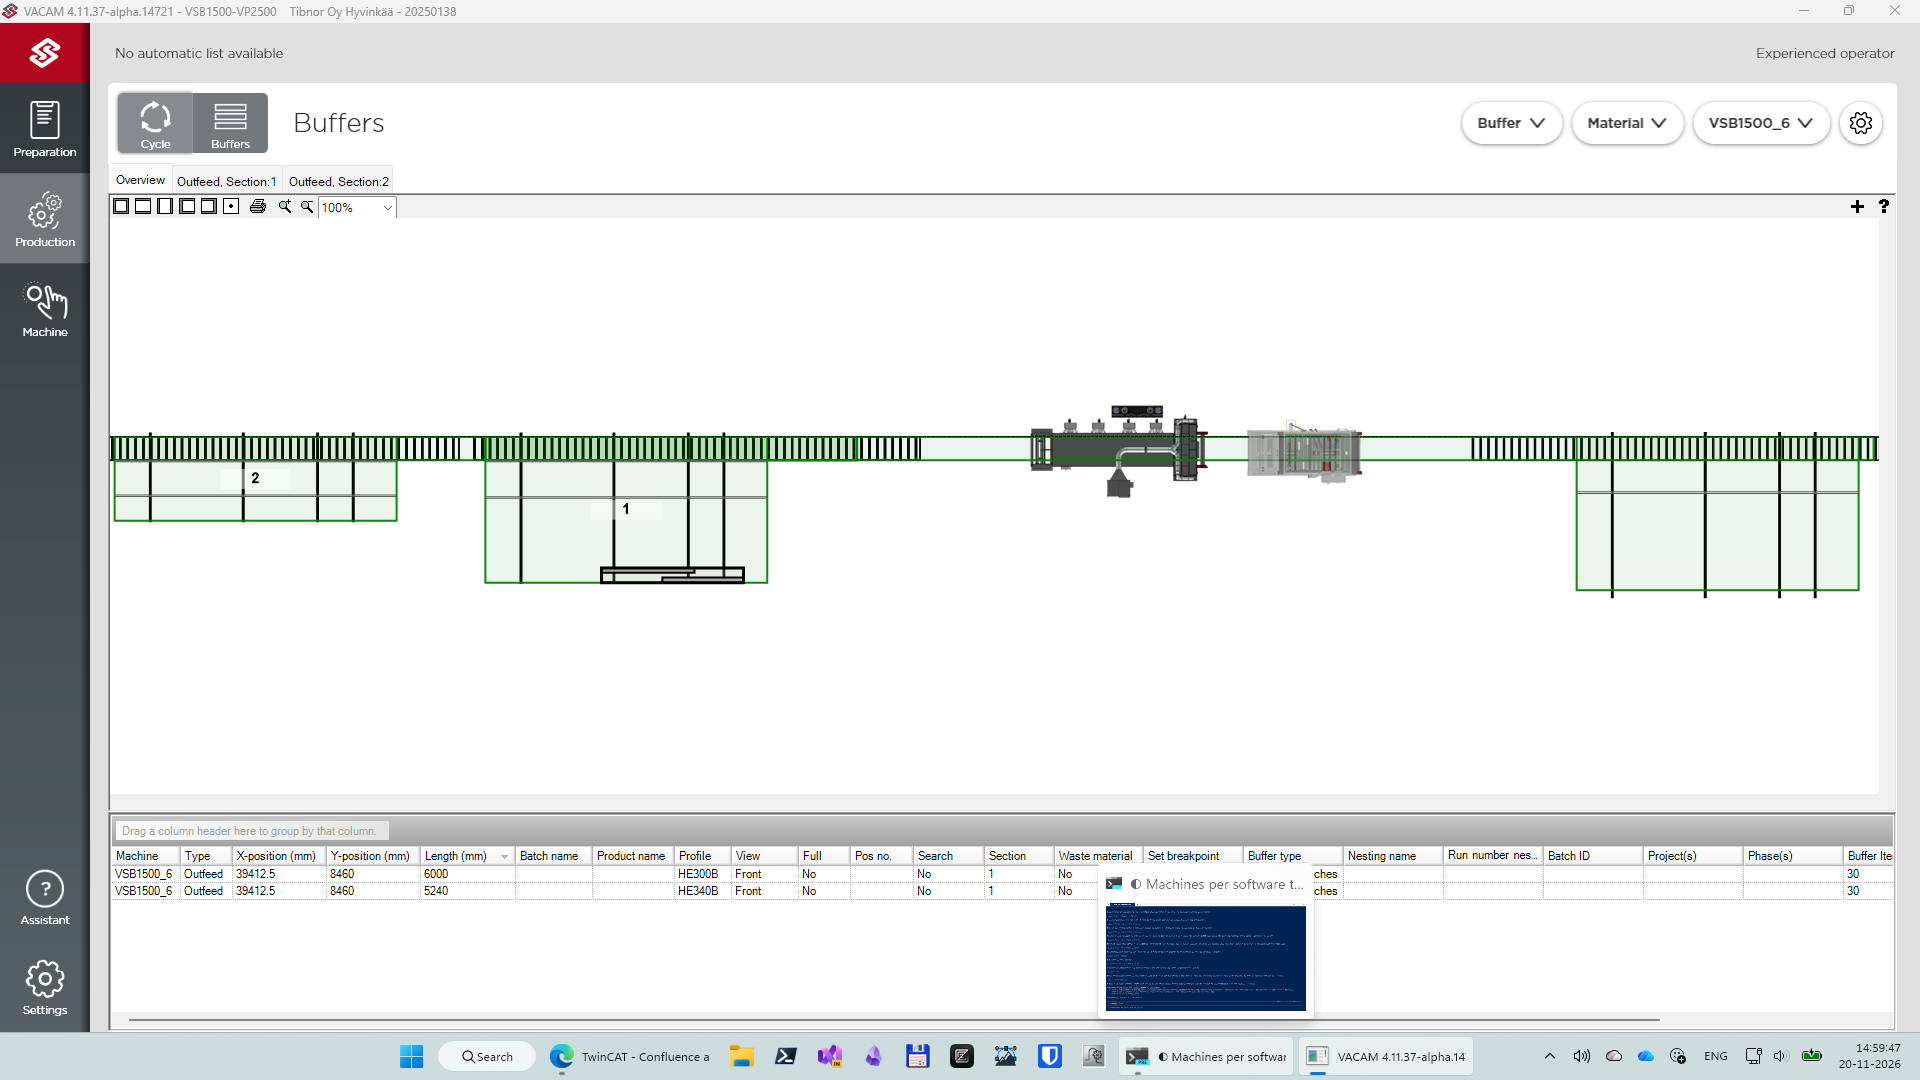 VACAM 4.11.37-alpha.14721 - VSB1500-VP2500    Tibnor Oy Hyvinkää - 20250138
No automatic list available
Experienced operator
Preparation
Production
Machine
Assistant
Settings
Cycle
Buffers
Buffers
Buffer
Material
VSB1500_6
Overview
Outfeed, Section:1
Outfeed, Section:2
100%
+ ?
2
1
Drag a column header here to group by that column.
Machine Type X-position (mm) Y-position (mm) Length (mm) Batch name Product name Profile View Full Pos no. Search Section Waste material Set breakpoint Buffer type Nesting name Run number nes... Batch ID Project(s) Phase(s) Buffer Ite
VSB1500_6 Outfeed 39412.5 8460 6000 HE300B Front No No 1 No ches 30
VSB1500_6 Outfeed 39412.5 8460 5240 HE340B Front No No 1 No ches 30
Machines per software t...
Search
TwinCAT - Confluence a
Machines per softwar
VACAM 4.11.37-alpha.14
ENG
14:59:47
20-11-2026